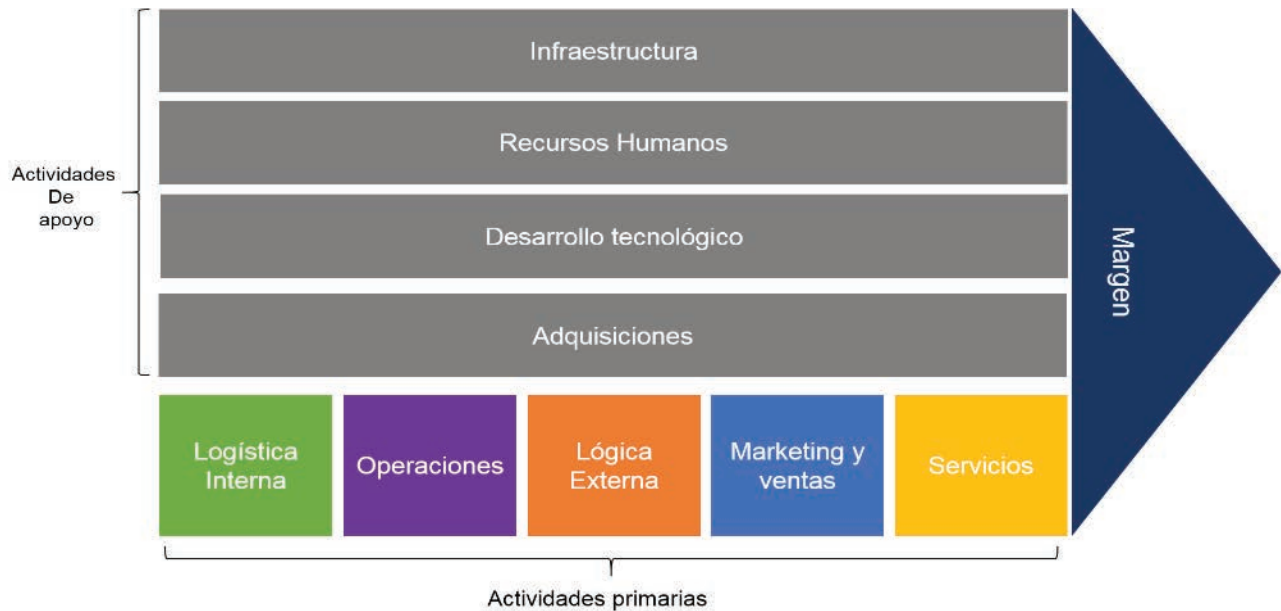 Infraestructura
Recursos Humanos
Actividades
De
apoyo
Desarrollo tecnológico
Adquisiciones
Margen
Logística
Interna
Operaciones
Lógica
Externa
Marketing y
ventas
Servicios
Actividades primarias